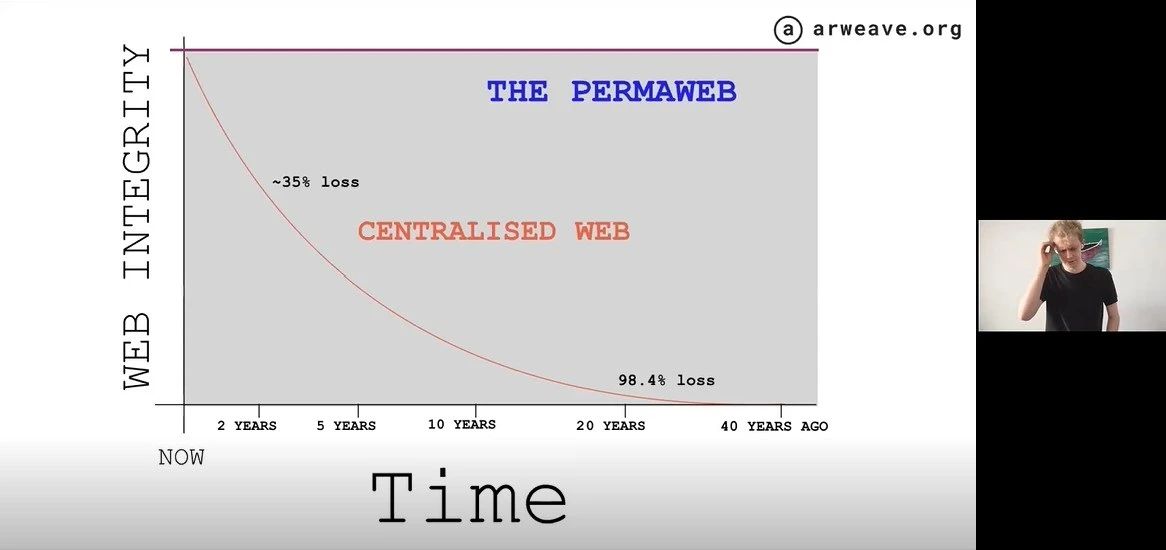 a arweave.org
WEB INTEGRITY
THE PERMAWEB
~35% loss
CENTRALISED WEB
98.4% loss
2 YEARS 5 YEARS 10 YEARS 20 YEARS 40 YEARS AGO
NOW
Time